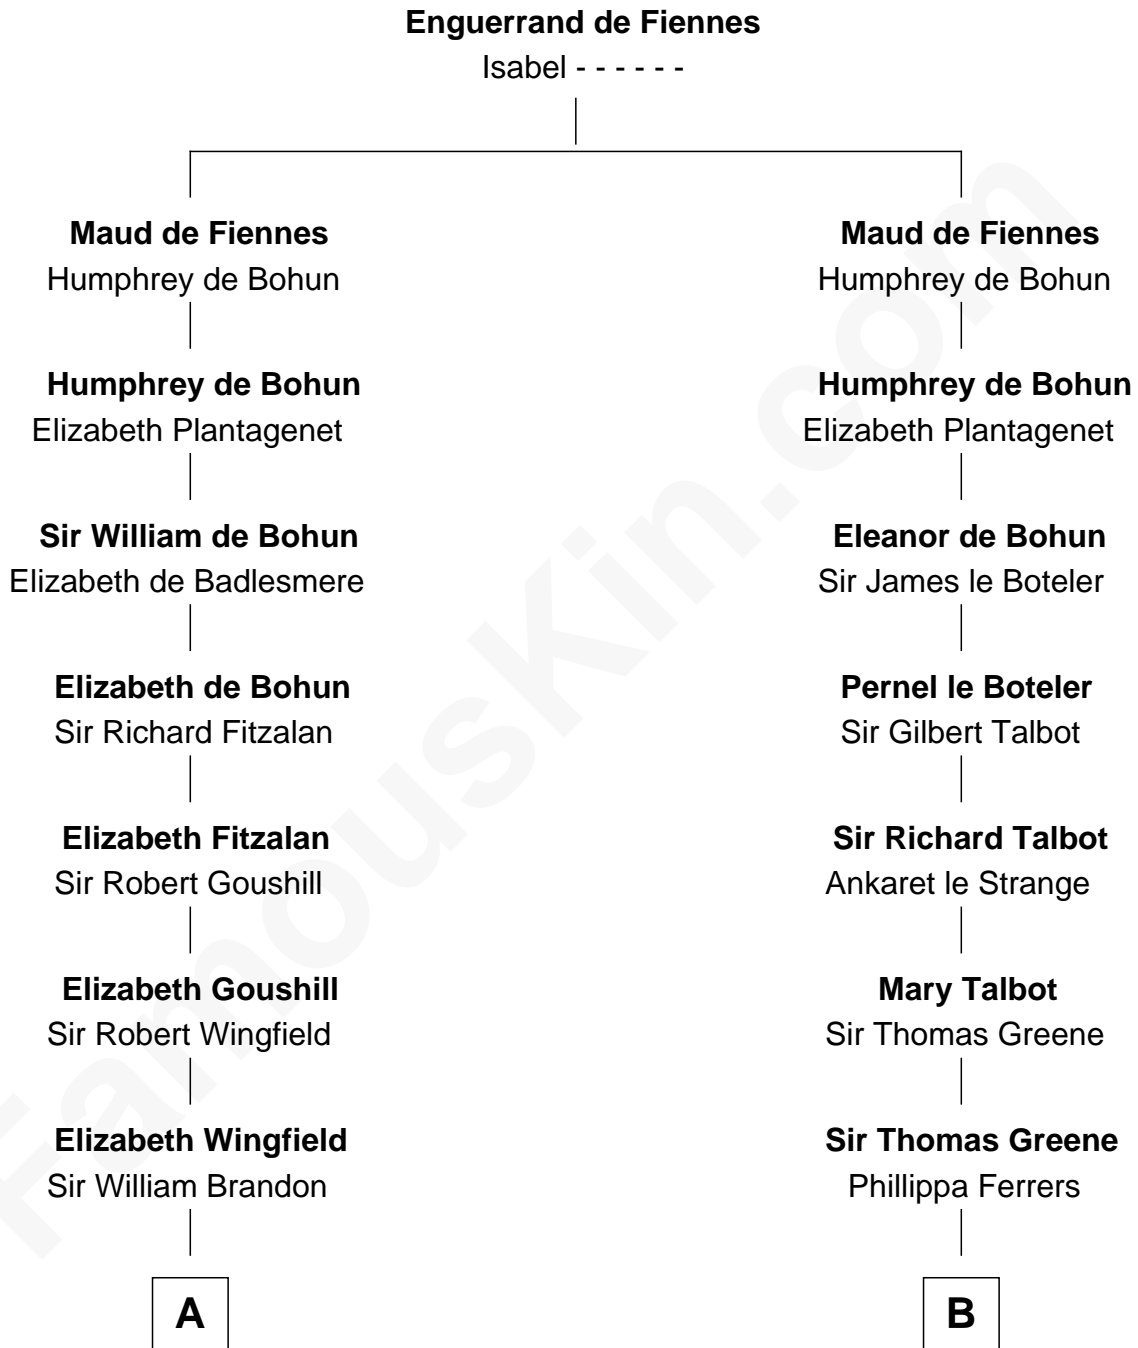 Enguerrand de Fiennes
Isabel - - - - - -
Maud de Fiennes
Humphrey de Bohun
Humphrey de Bohun
Elizabeth Plantagenet
Sir William de Bohun
Elizabeth de Badlesmere
Elizabeth de Bohun
Sir Richard Fitzalan
Elizabeth Fitzalan
Sir Robert Goushill
Elizabeth Goushill
Sir Robert Wingfield
Elizabeth Wingfield
Sir William Brandon
A
Maud de Fiennes
Humphrey de Bohun
Humphrey de Bohun
Elizabeth Plantagenet
Eleanor de Bohun
Sir James le Boteler
Pernel le Boteler
Sir Gilbert Talbot
Sir Richard Talbot
Ankaret le Strange
Mary Talbot
Sir Thomas Greene
Sir Thomas Greene
Phillippa Ferrers
B
FamousKin.com